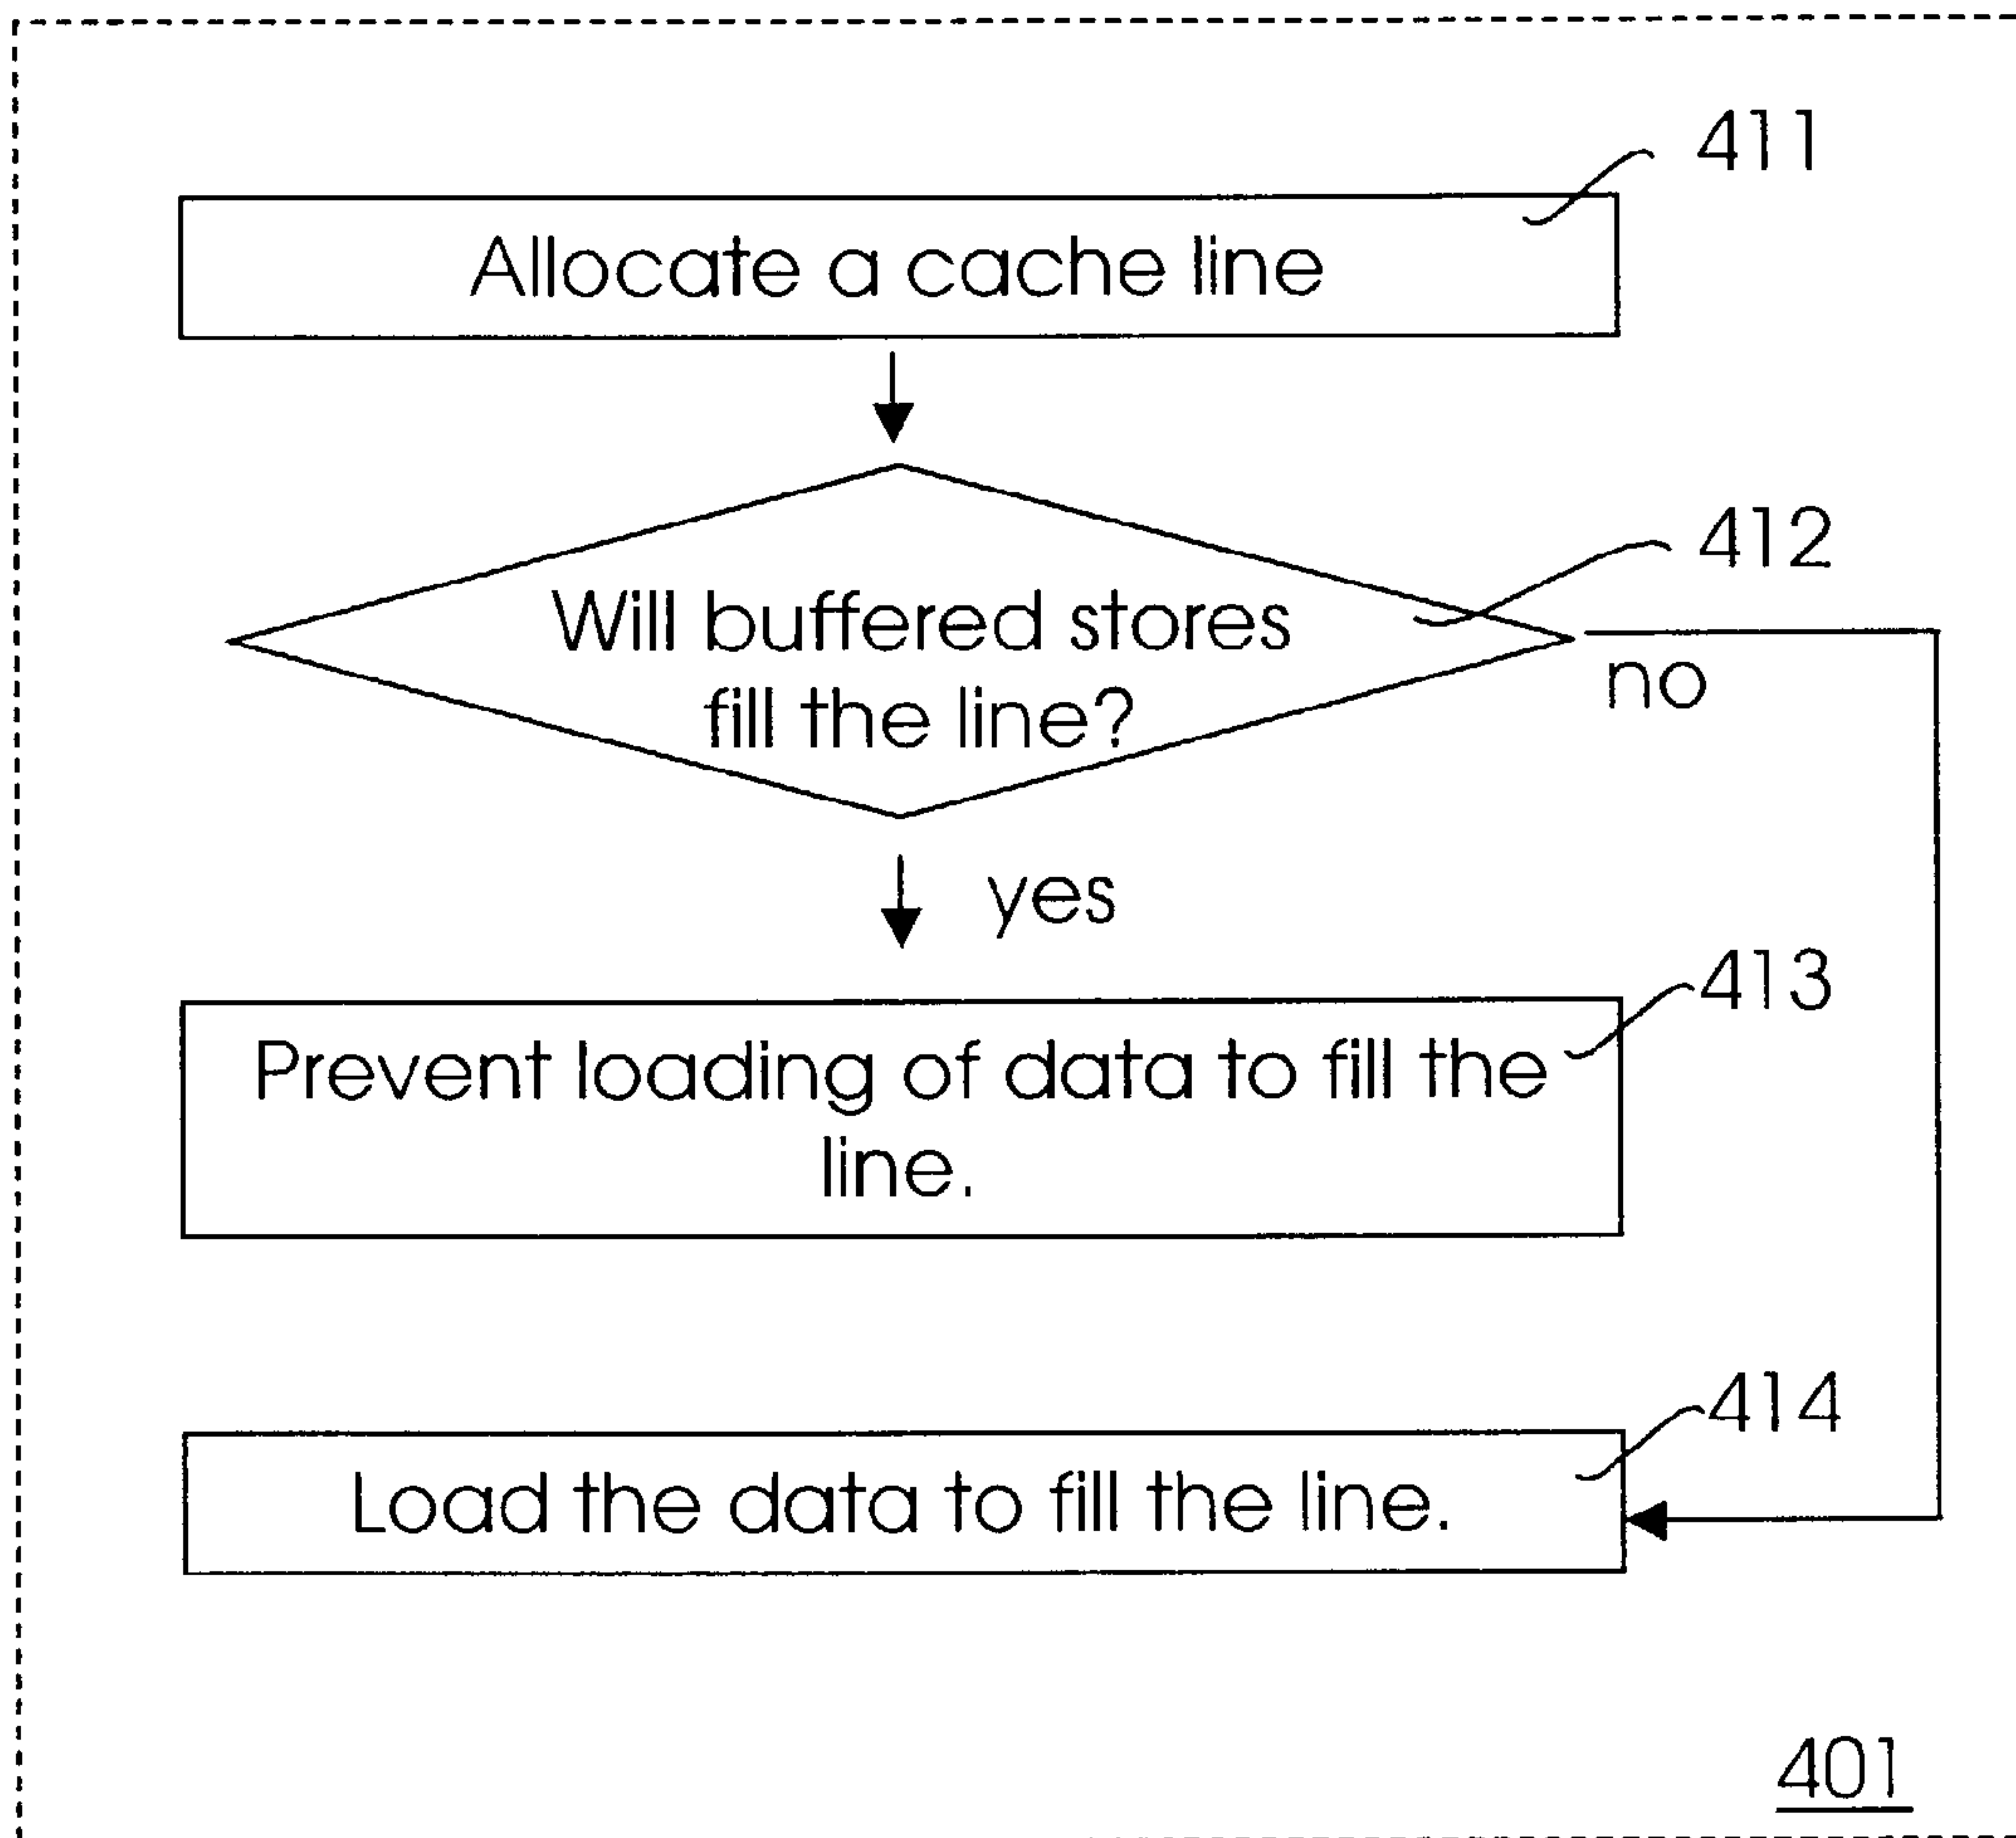 411
Allocate a cache line
412
Will buffered stores
fill the line?
no
yes
413
Prevent loading of data to fill the
line.
414
Load the data to fill the line.
401